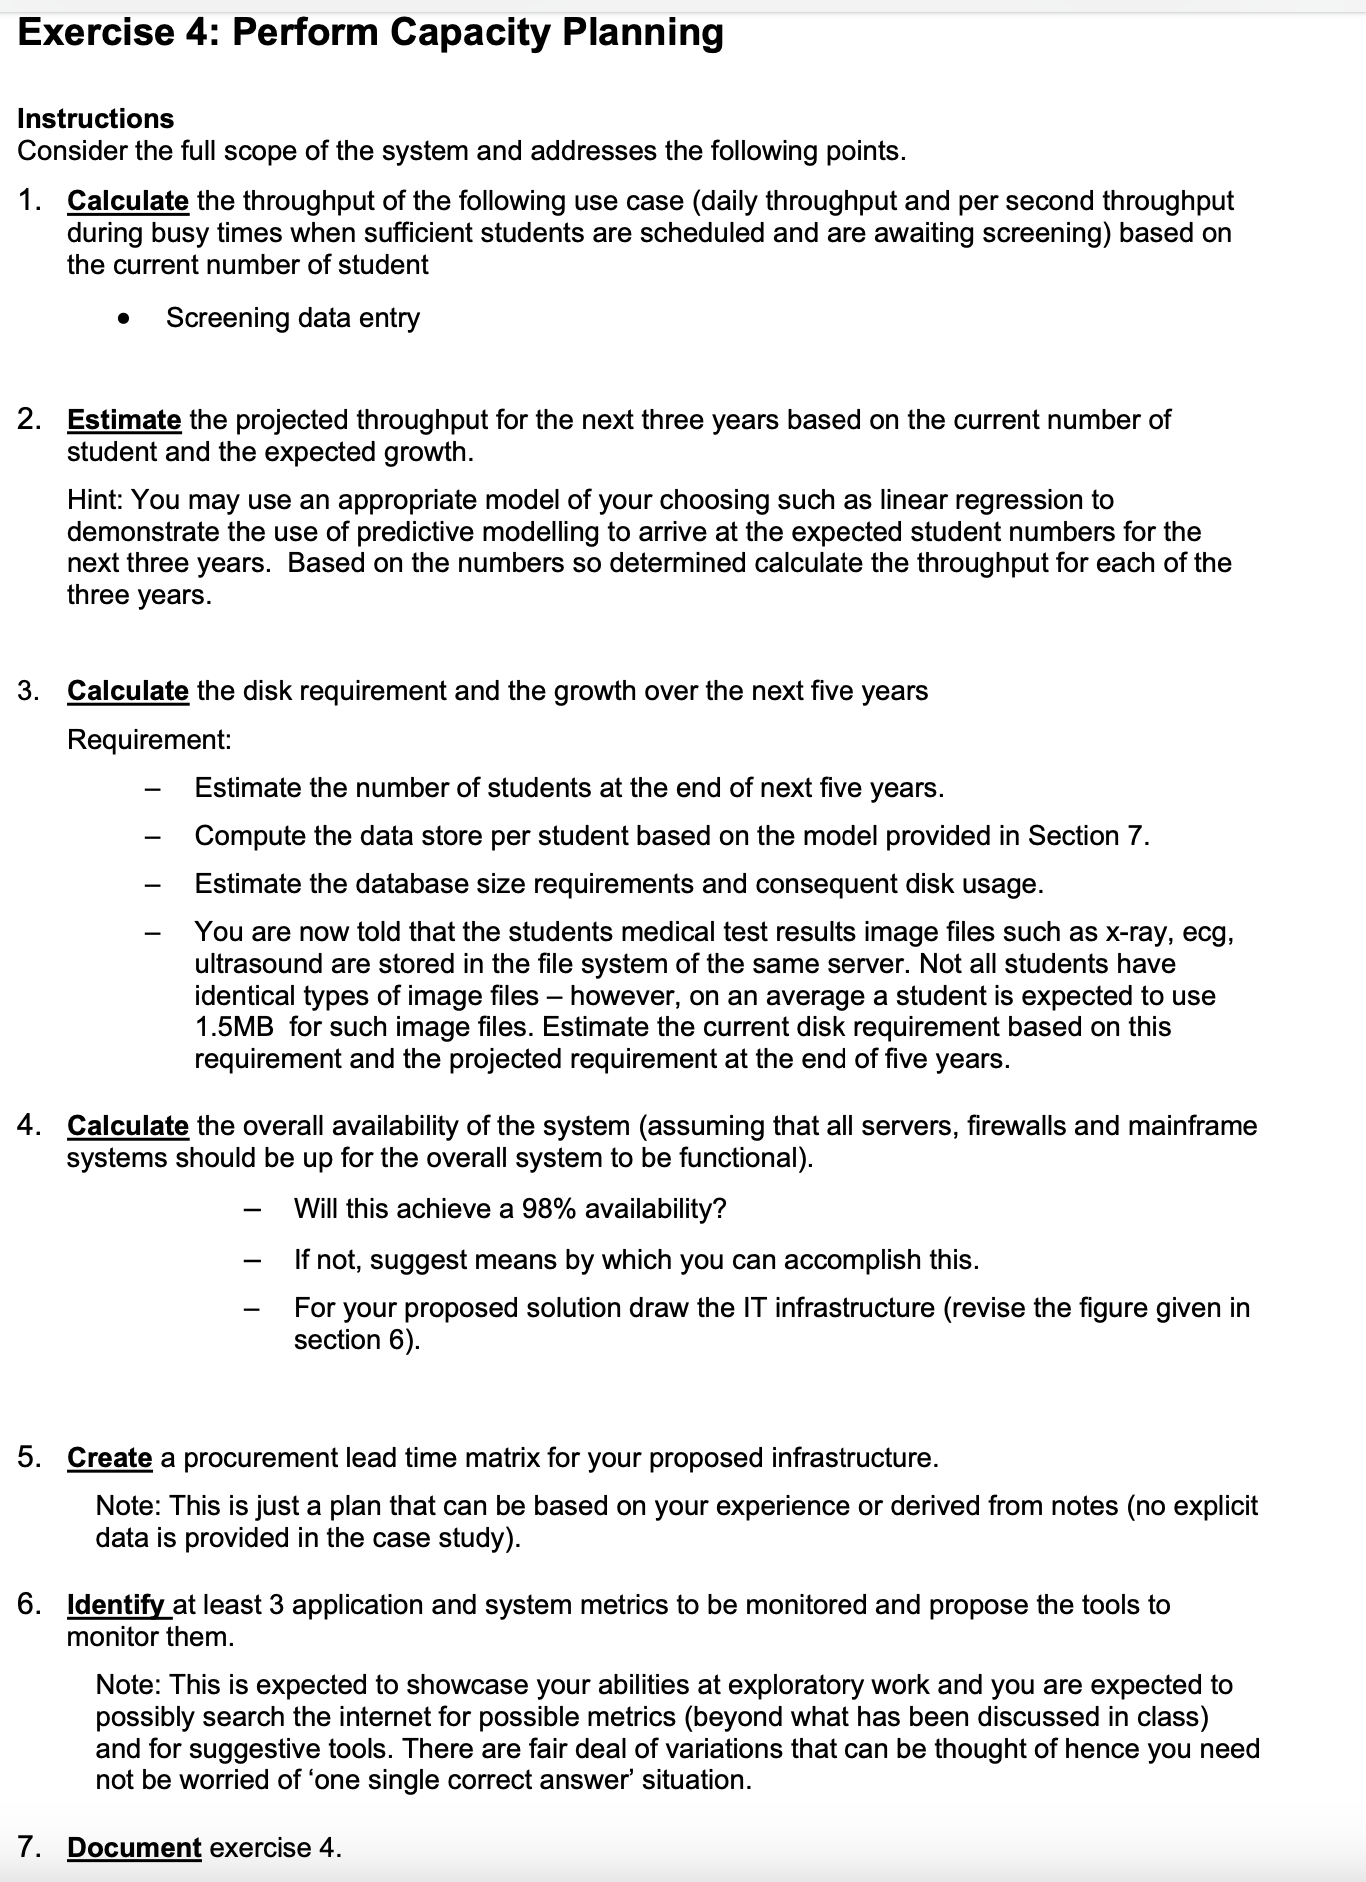 Exercise 4: Perform Capacity Planning
Instructions
Consider the full scope of the system and addresses the following points.
1. Calculate the throughput of the following use case (daily throughput and per second throughput
during busy times when sufficient students are scheduled and are awaiting screening) based on
the current number of student
• Screening data entry
2. Estimate the projected throughput for the next three years based on the current number of
student and the expected growth.
Hint: You may use an appropriate model of your choosing such as linear regression to
demonstrate the use of predictive modelling to arrive at the expected student numbers for the
next three years.  Based on the numbers so determined calculate the throughput for each of the
three years.
3. Calculate the disk requirement and the growth over the next five years
Requirement:
– Estimate the number of students at the end of next five years.
– Compute the data store per student based on the model provided in Section 7.
– Estimate the database size requirements and consequent disk usage.
– You are now told that the students medical test results image files such as x-ray, ecg,
ultrasound are stored in the file system of the same server. Not all students have
identical types of image files – however, on an average a student is expected to use
1.5MB  for such image files. Estimate the current disk requirement based on this
requirement and the projected requirement at the end of five years.
4. Calculate the overall availability of the system (assuming that all servers, firewalls and mainframe
systems should be up for the overall system to be functional).
– Will this achieve a 98% availability?
– If not, suggest means by which you can accomplish this.
– For your proposed solution draw the IT infrastructure (revise the figure given in
section 6).
5. Create a procurement lead time matrix for your proposed infrastructure.
Note: This is just a plan that can be based on your experience or derived from notes (no explicit
data is provided in the case study).
6. Identify at least 3 application and system metrics to be monitored and propose the tools to
monitor them.
Note: This is expected to showcase your abilities at exploratory work and you are expected to
possibly search the internet for possible metrics (beyond what has been discussed in class)
and for suggestive tools. There are fair deal of variations that can be thought of hence you need
not be worried of ‘one single correct answer’ situation.
7. Document exercise 4.